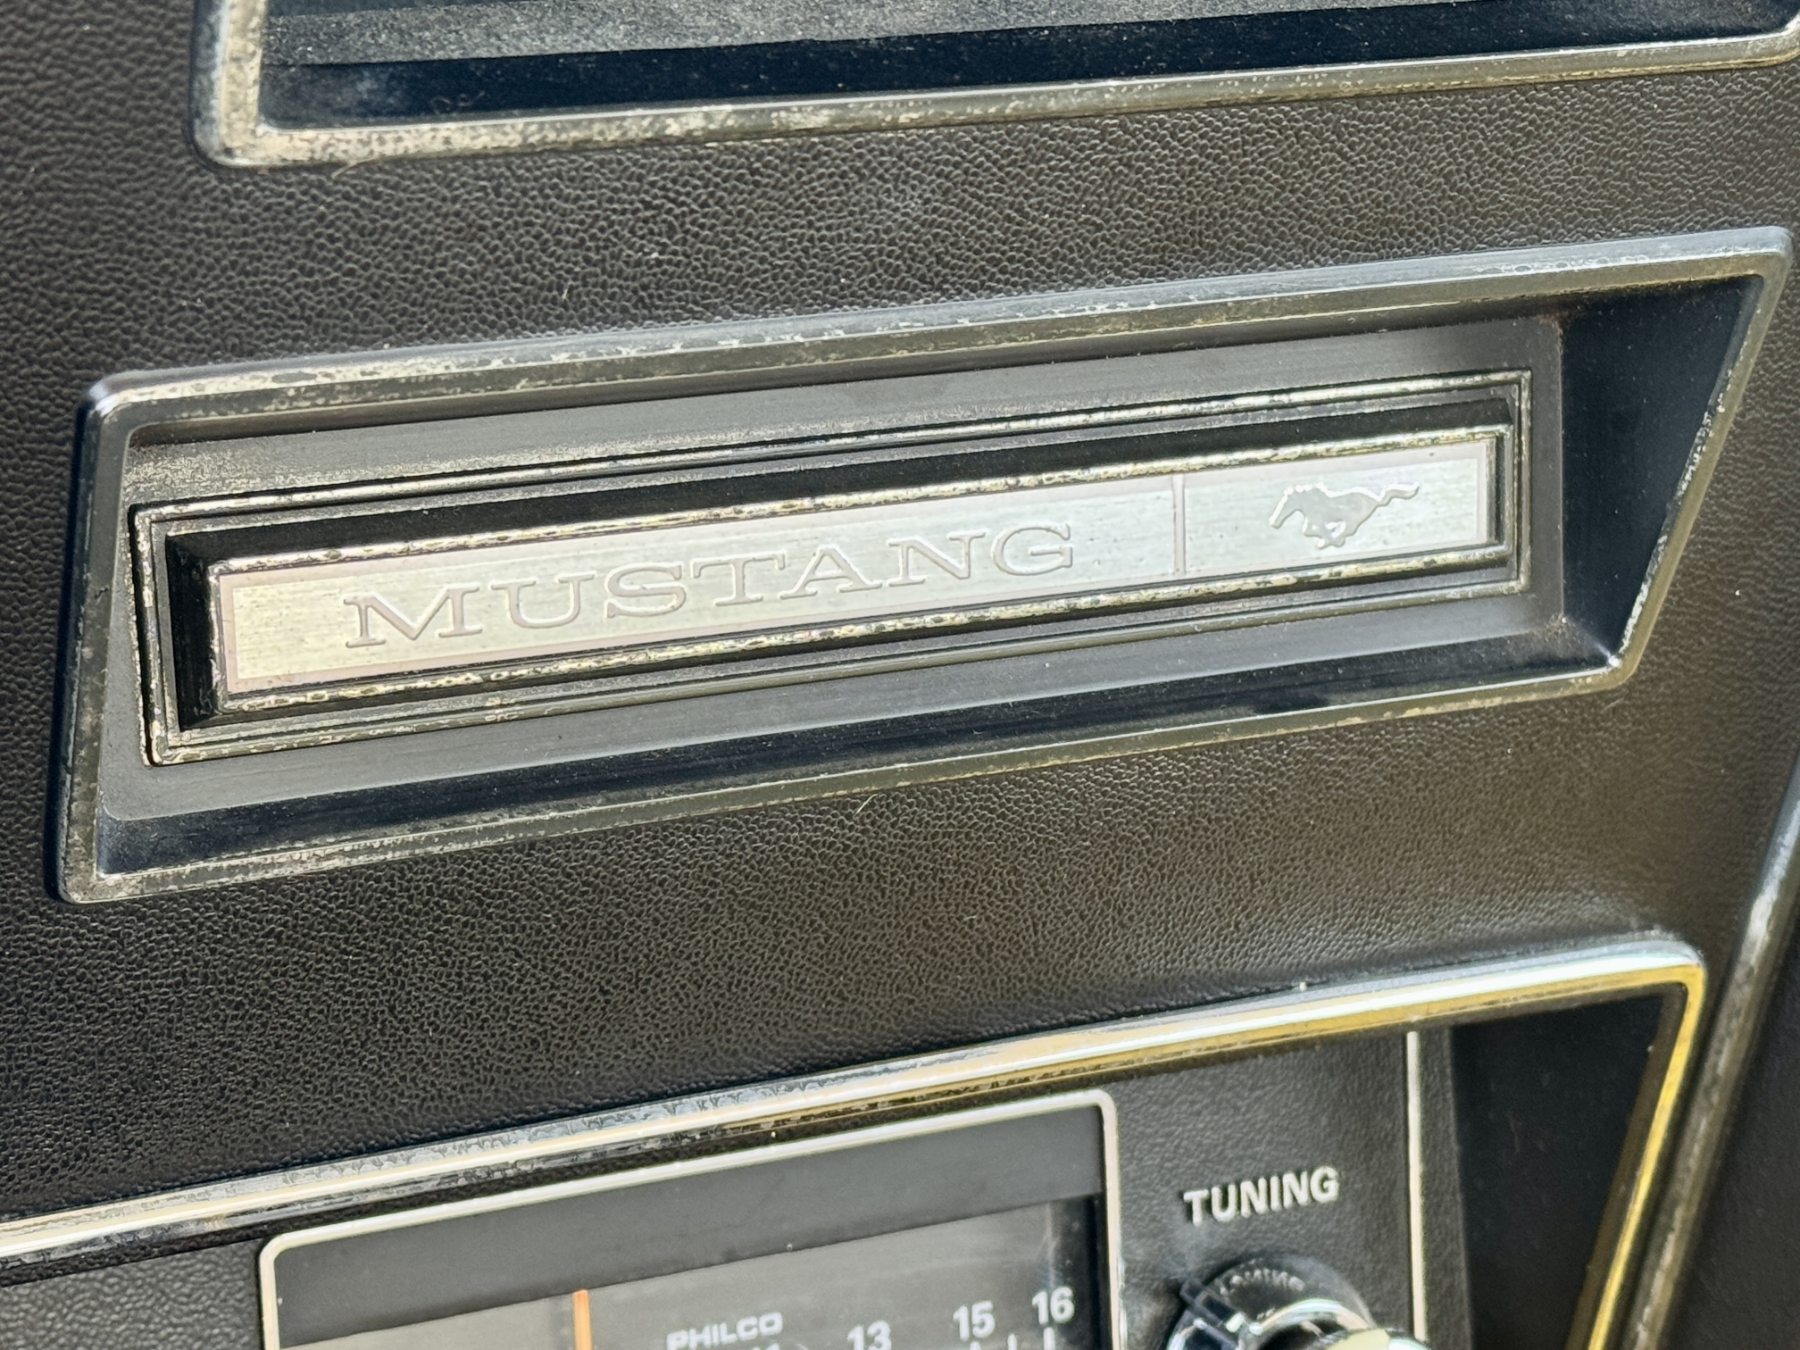 MUSTANG
TUNING
PHILCO
13 15 16